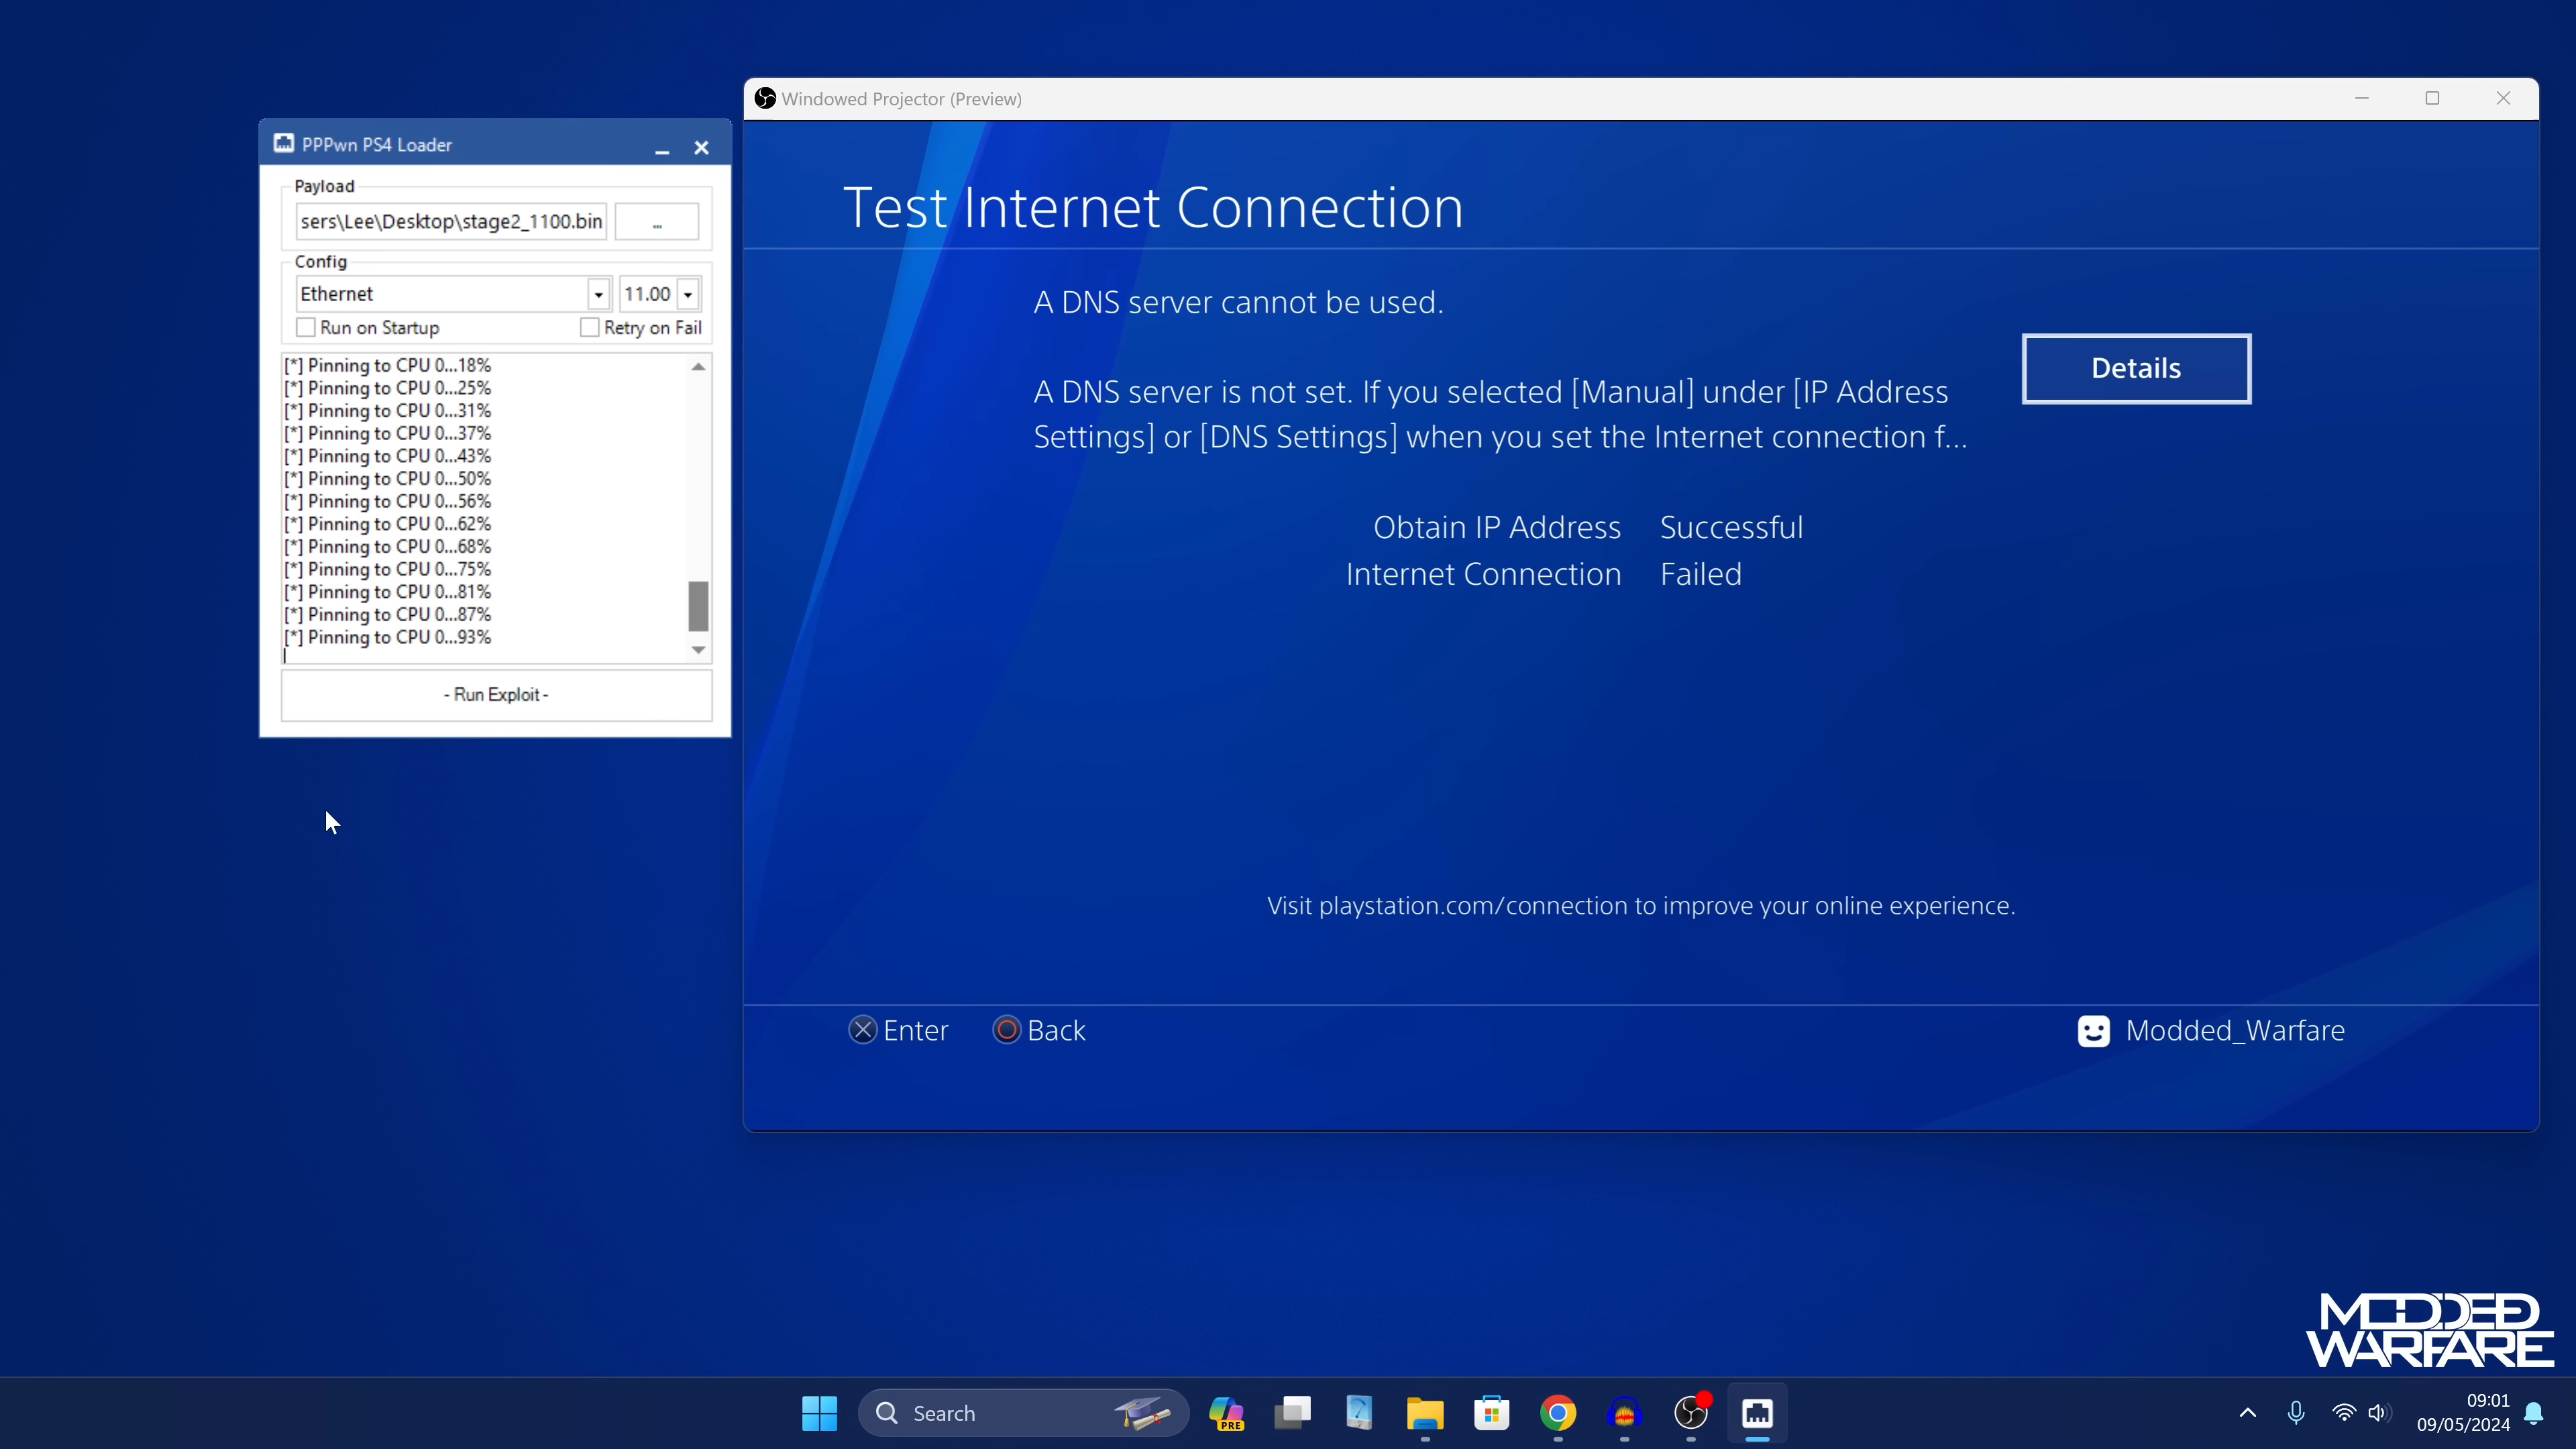 Windowed Projector (Preview)
PPPwn PS4 Loader
Payload
sers\Lee\Desktop\stage2_1100.bin
...
Config
Ethernet
11.00
Run on Startup
Retry on Fail
[*] Pinning to CPU 0...18%
[*] Pinning to CPU 0...25%
[*] Pinning to CPU 0...31%
[*] Pinning to CPU 0...37%
[*] Pinning to CPU 0...43%
[*] Pinning to CPU 0...50%
[*] Pinning to CPU 0...56%
[*] Pinning to CPU 0...62%
[*] Pinning to CPU 0...68%
[*] Pinning to CPU 0...75%
[*] Pinning to CPU 0...81%
[*] Pinning to CPU 0...87%
[*] Pinning to CPU 0...93%
- Run Exploit -
Test Internet Connection
A DNS server cannot be used.
A DNS server is not set. If you selected [Manual] under [IP Address
Settings] or [DNS Settings] when you set the Internet connection f...
Details
Obtain IP Address Successful
Internet Connection Failed
Visit playstation.com/connection to improve your online experience.
Enter
Back
Modded_Warfare
MODDED
WARFARE
Search
PRE
09:01
09/05/2024